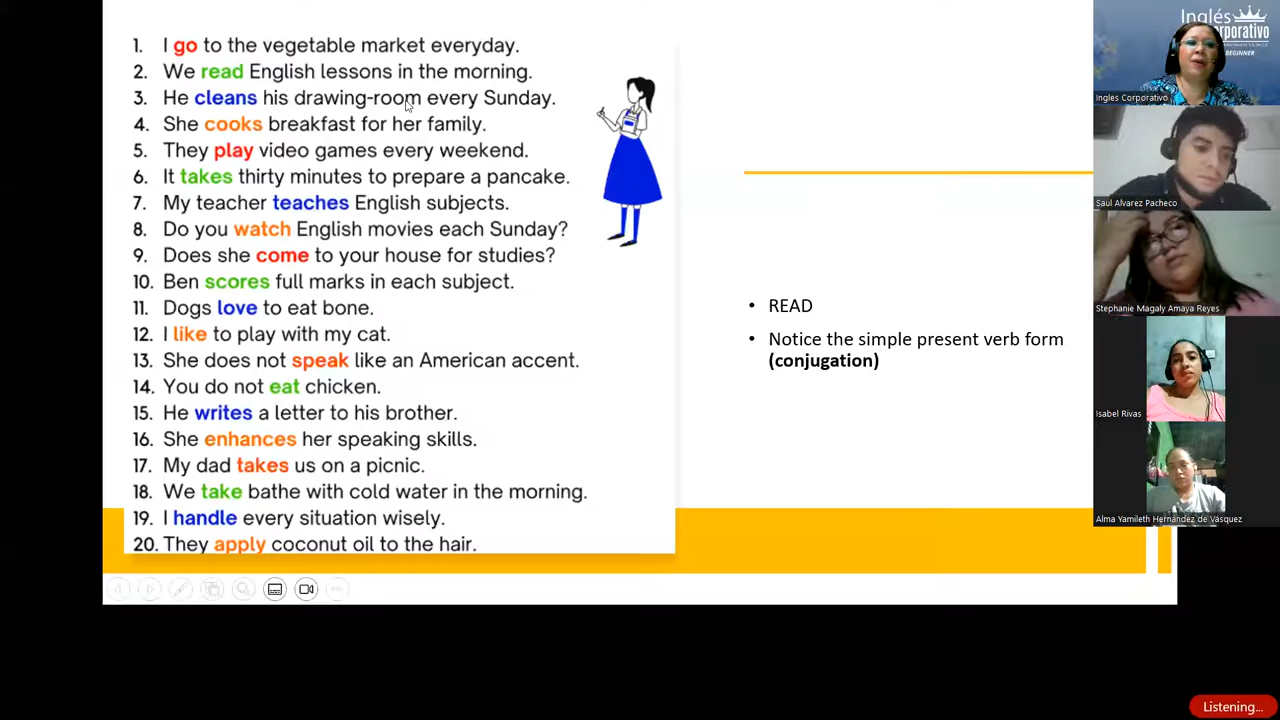 1. I go to the vegetable market everyday.
2. We read English lessons in the morning.
3. He cleans his drawing-room every Sunday.
4. She cooks breakfast for her family.
5. They play video games every weekend.
6. It takes thirty minutes to prepare a pancake.
7. My teacher teaches English subjects.
8. Do you watch English movies each Sunday?
9. Does she come to your house for studies?
10. Ben scores full marks in each subject.
11. Dogs love to eat bone.
12. I like to play with my cat.
13. She does not speak like an American accent.
14. You do not eat chicken.
15. He writes a letter to his brother.
16. She enhances her speaking skills.
17. My dad takes us on a picnic.
18. We take bathe with cold water in the morning.
19. I handle every situation wisely.
20. They apply coconut oil to the hair.
• READ
• Notice the simple present verb form
(conjugation)
Inglés
orporativo
BEGINNER
Ingles Corporativo
Saul Alvarez Pacheco
Stephanie Magaly Amaya Reyes
Isabel Rivas
Alma Yamileth Hernández de Vásquez
Listening...